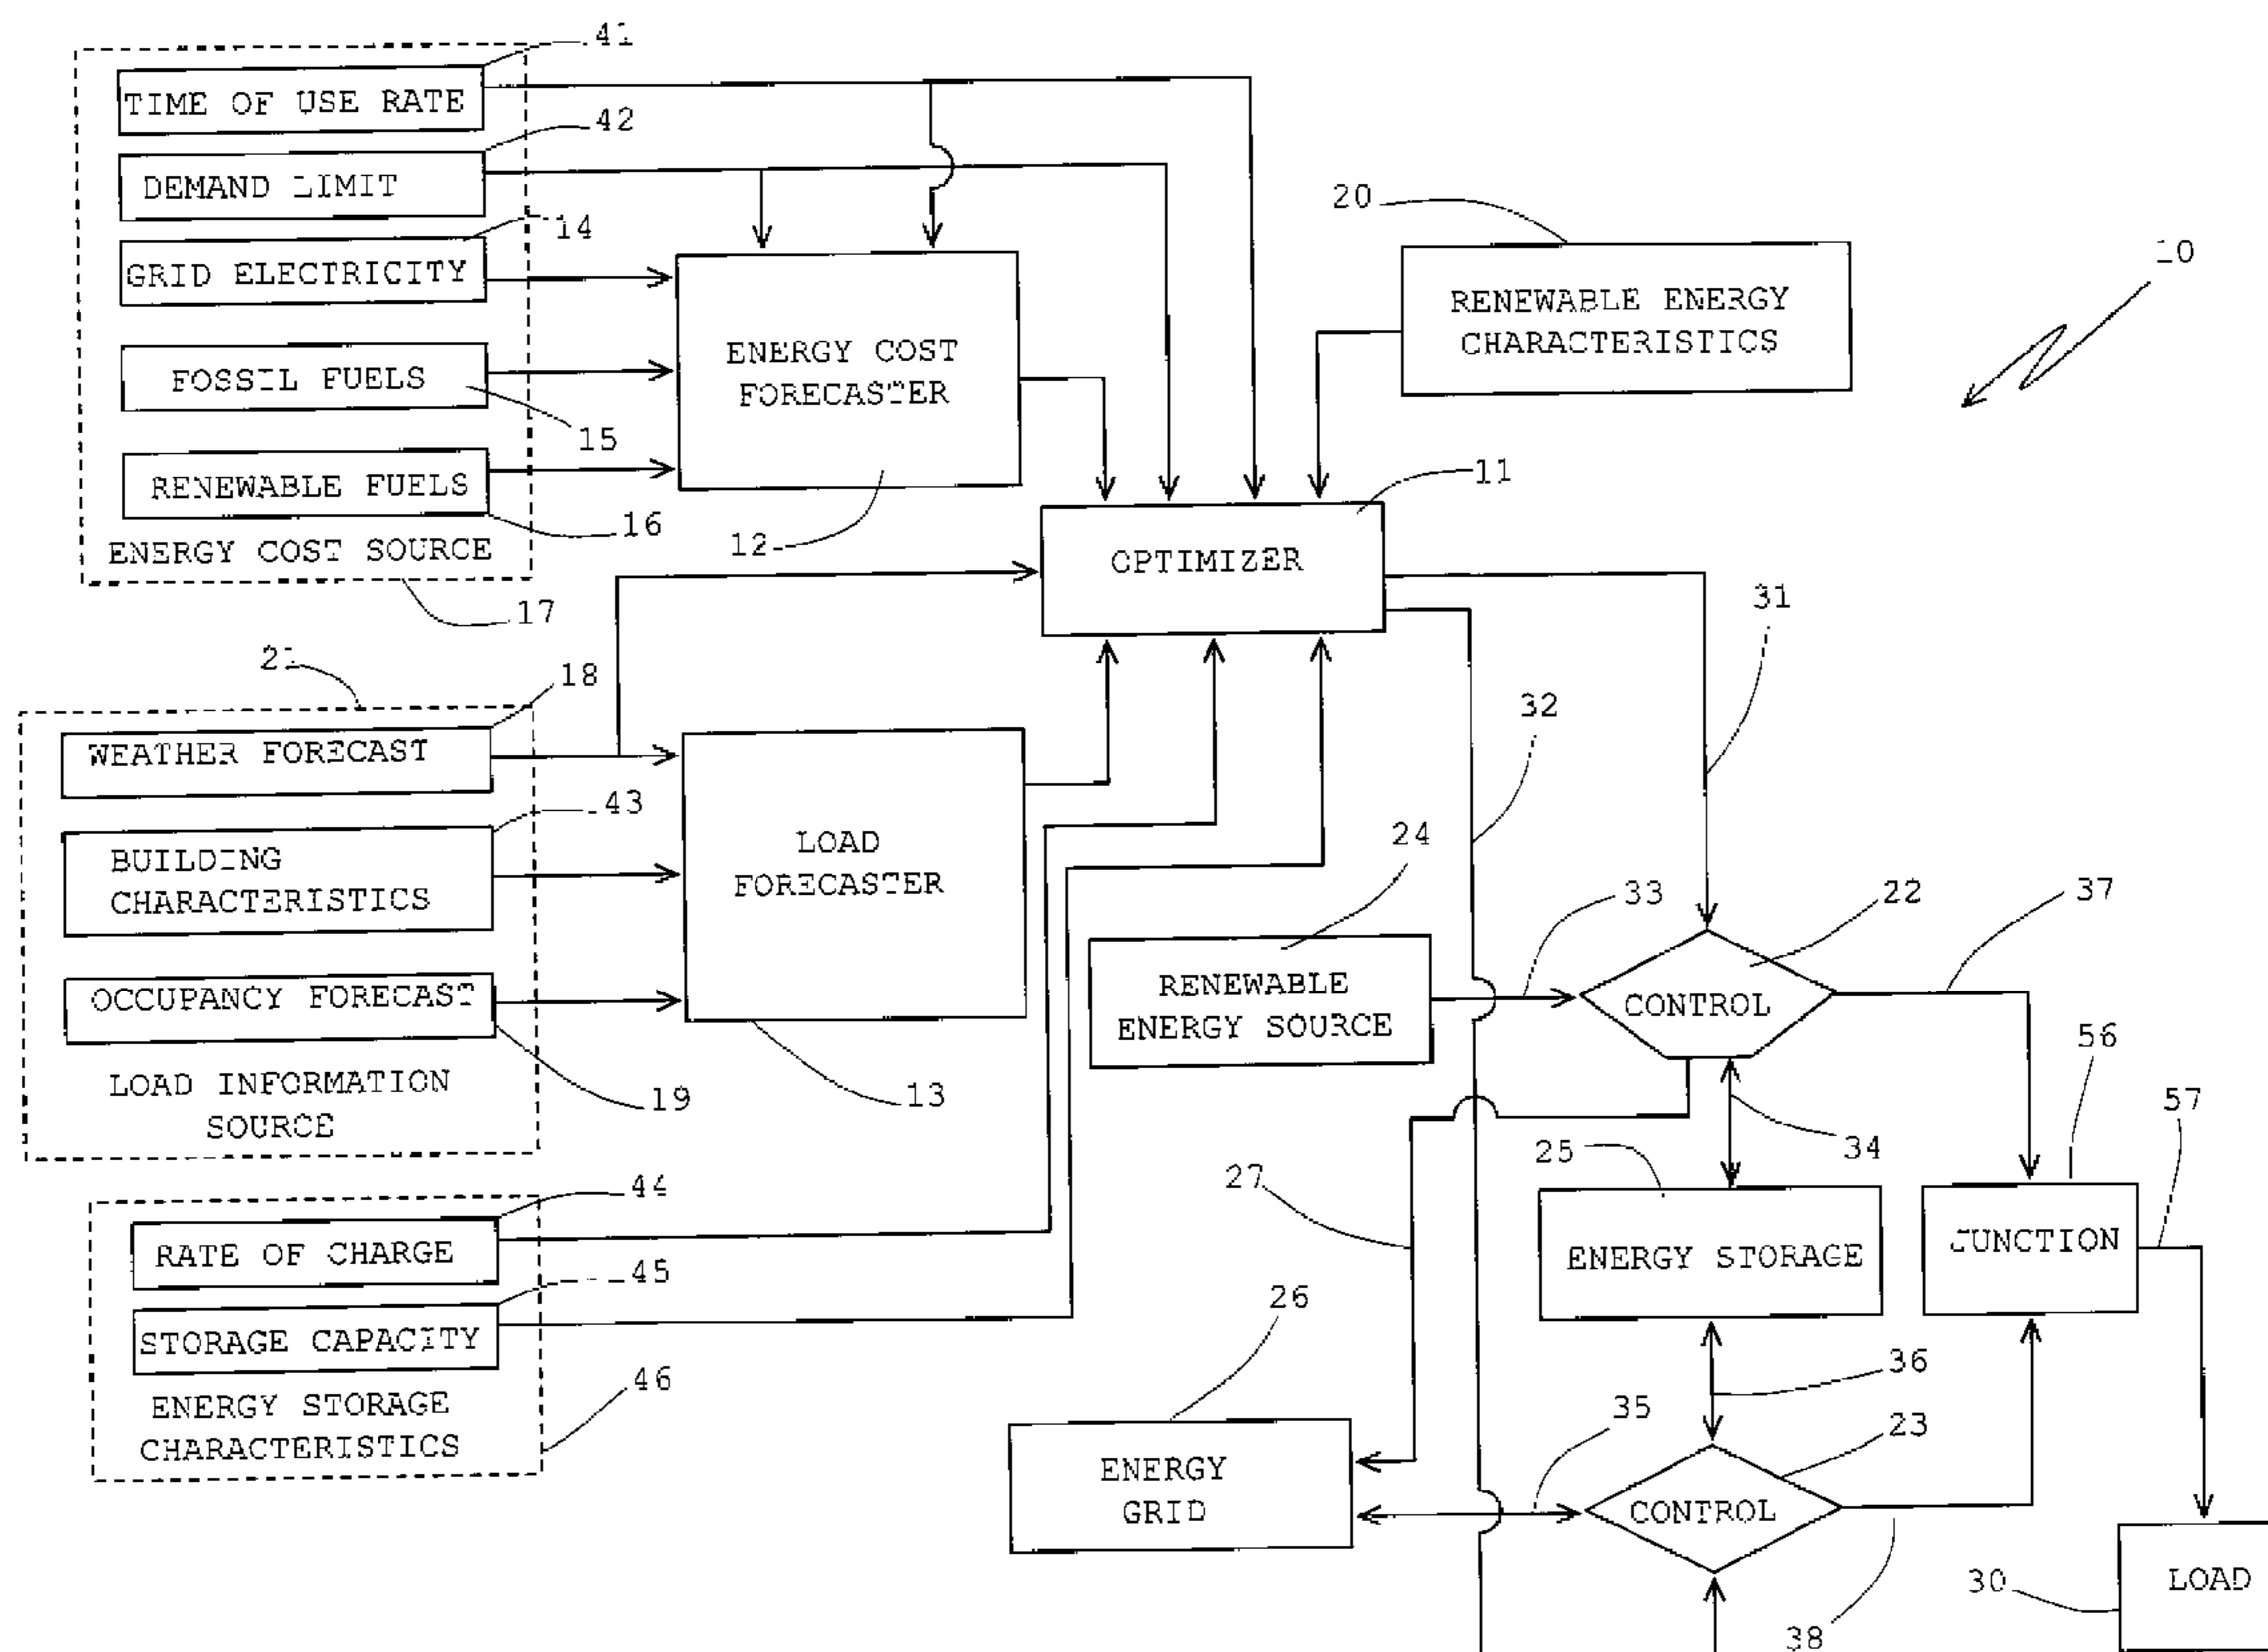 41
TIME OF USE RATE
42
DEMAND LIMIT
14
GRID ELECTRICITY
FOSSIL FUELS
15
RENEWABLE FUELS
16
ENERGY COST SOURCE
17
ENERGY COST
FORECASTER
12
20
RENEWABLE ENERGY
CHARACTERISTICS
10
11
OPTIMIZER
31
32
21
18
WEATHER FORECAST
43
BUILDING
CHARACTERISTICS
OCCUPANCY FORECAST
19
LOAD INFORMATION
SOURCE
LOAD
FORECASTER
13
24
RENEWABLE
ENERGY SOURCE
33
22
CONTROL
37
56
57
34
25
ENERGY STORAGE
JUNCTION
27
44
RATE OF CHARGE
45
STORAGE CAPACITY
ENERGY STORAGE
CHARACTERISTICS
46
26
ENERGY
GRID
35
36
23
CONTROL
38
30
LOAD